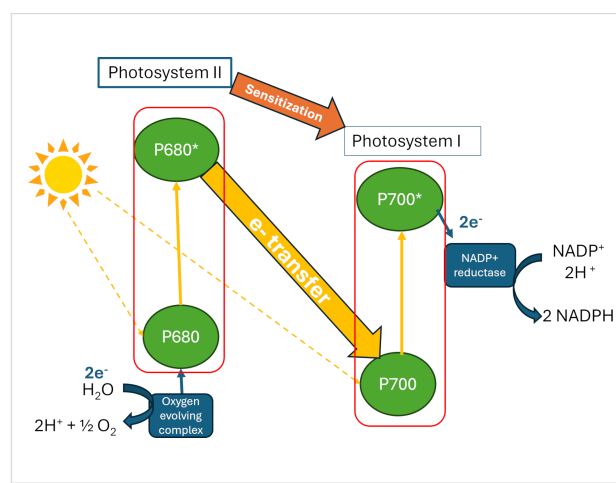 Photosystem II
Sensitization
Photosystem I
P680*
P700*
2e-
e- transfer
NADP+
reductase
NADP+
2H+
2 NADPH
P680
P700
2e-
H2O
Oxygen
evolving
complex
2H+ + ½ O2